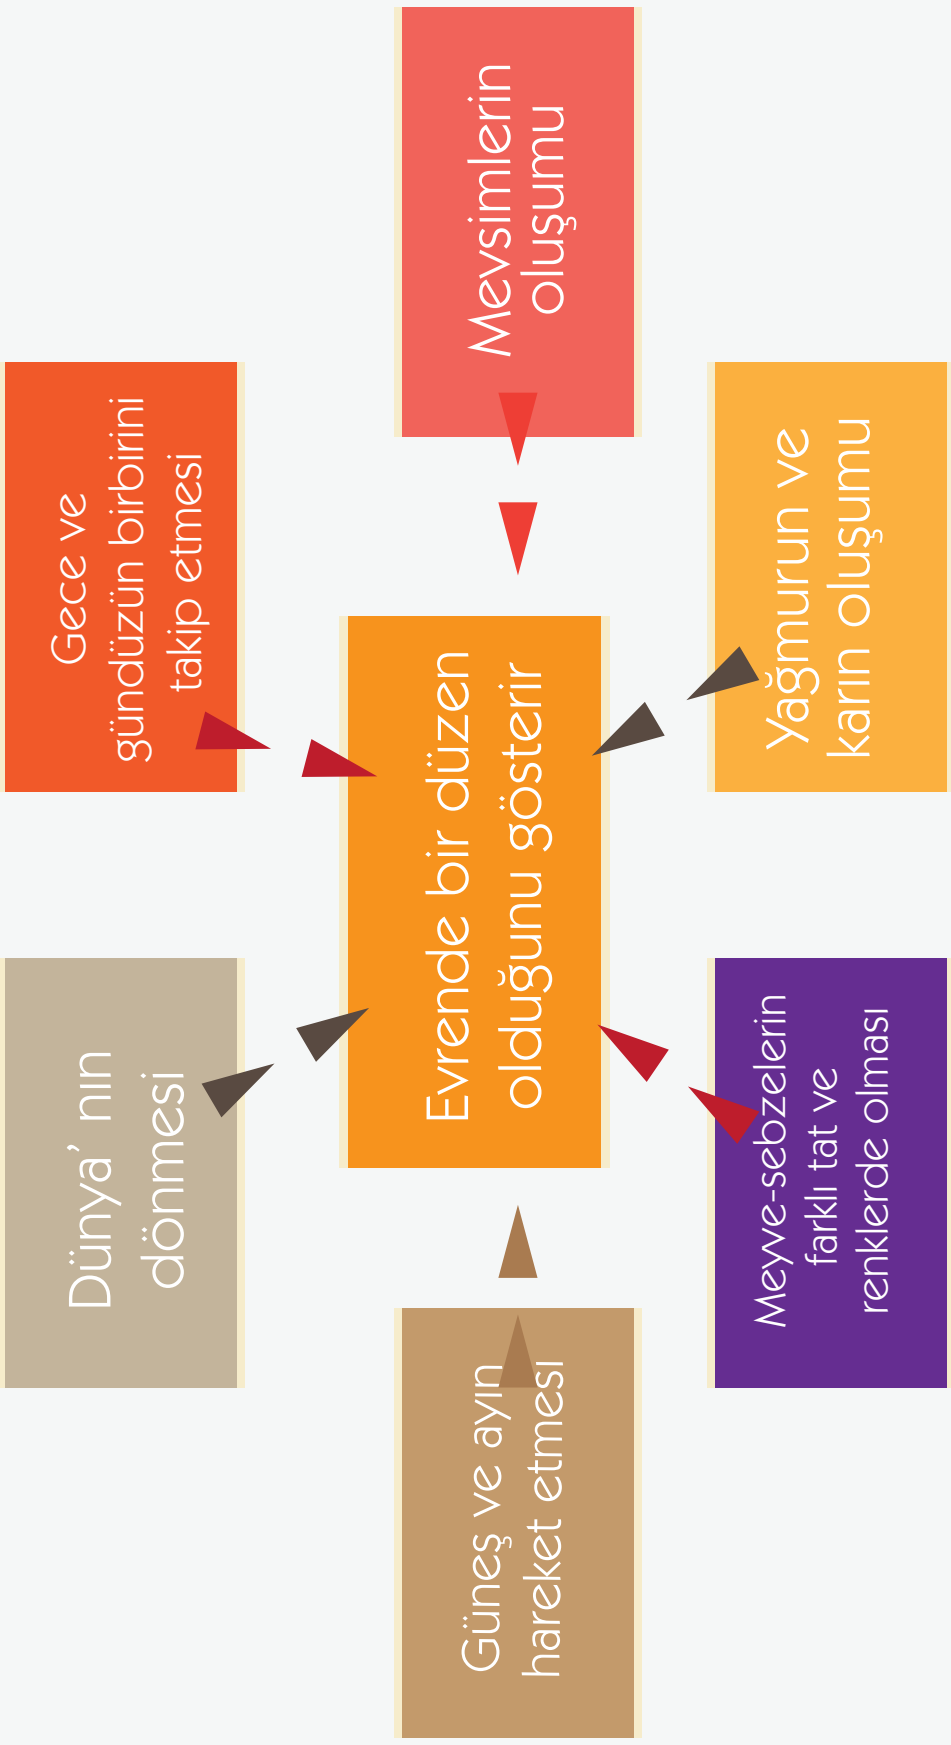 Dünya’ nın
dönmesi
Gece ve
gündüzün birbirini
takip etmesi
Güneş ve ayın
hareket etmesi
Evrende bir düzen
olduğunu gösterir
Mevsimlerin
oluşumu
Meyve-sebzelerin
farklı tat ve
renklerde olması
Yağmurun ve
karın oluşumu